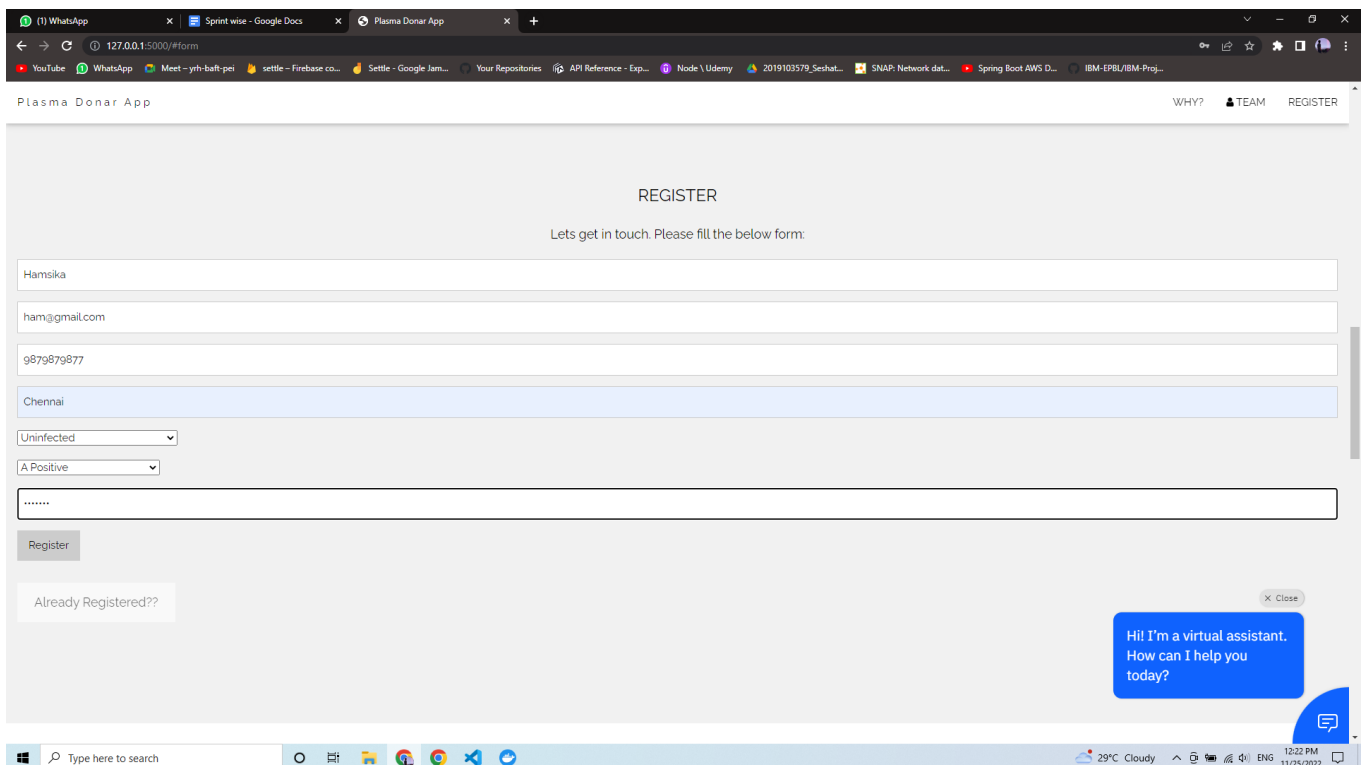 (1) WhatsApp
Sprint wise - Google Docs
Plasma Donar App
127.0.0.1:5000/#form
YouTube
WhatsApp
Meet – yrh-baft-pei
settle – Firebase co...
Settle - Google Jam...
Your Repositories
API Reference - Exp...
Node \ Udemy
2019103579_Seshat...
SNAP: Network dat...
Spring Boot AWS D...
IBM-EPBL/IBM-Proj...
Plasma Donar App
WHY?
TEAM
REGISTER
REGISTER
Lets get in touch. Please fill the below form:
Hamsika
ham@gmail.com
9879879877
Chennai
Uninfected
A Positive
.......
Register
Already Registered??
× Close
Hi! I'm a virtual assistant.
How can I help you
today?
Type here to search
29°C Cloudy
ENG
12:22 PM
11/25/2022